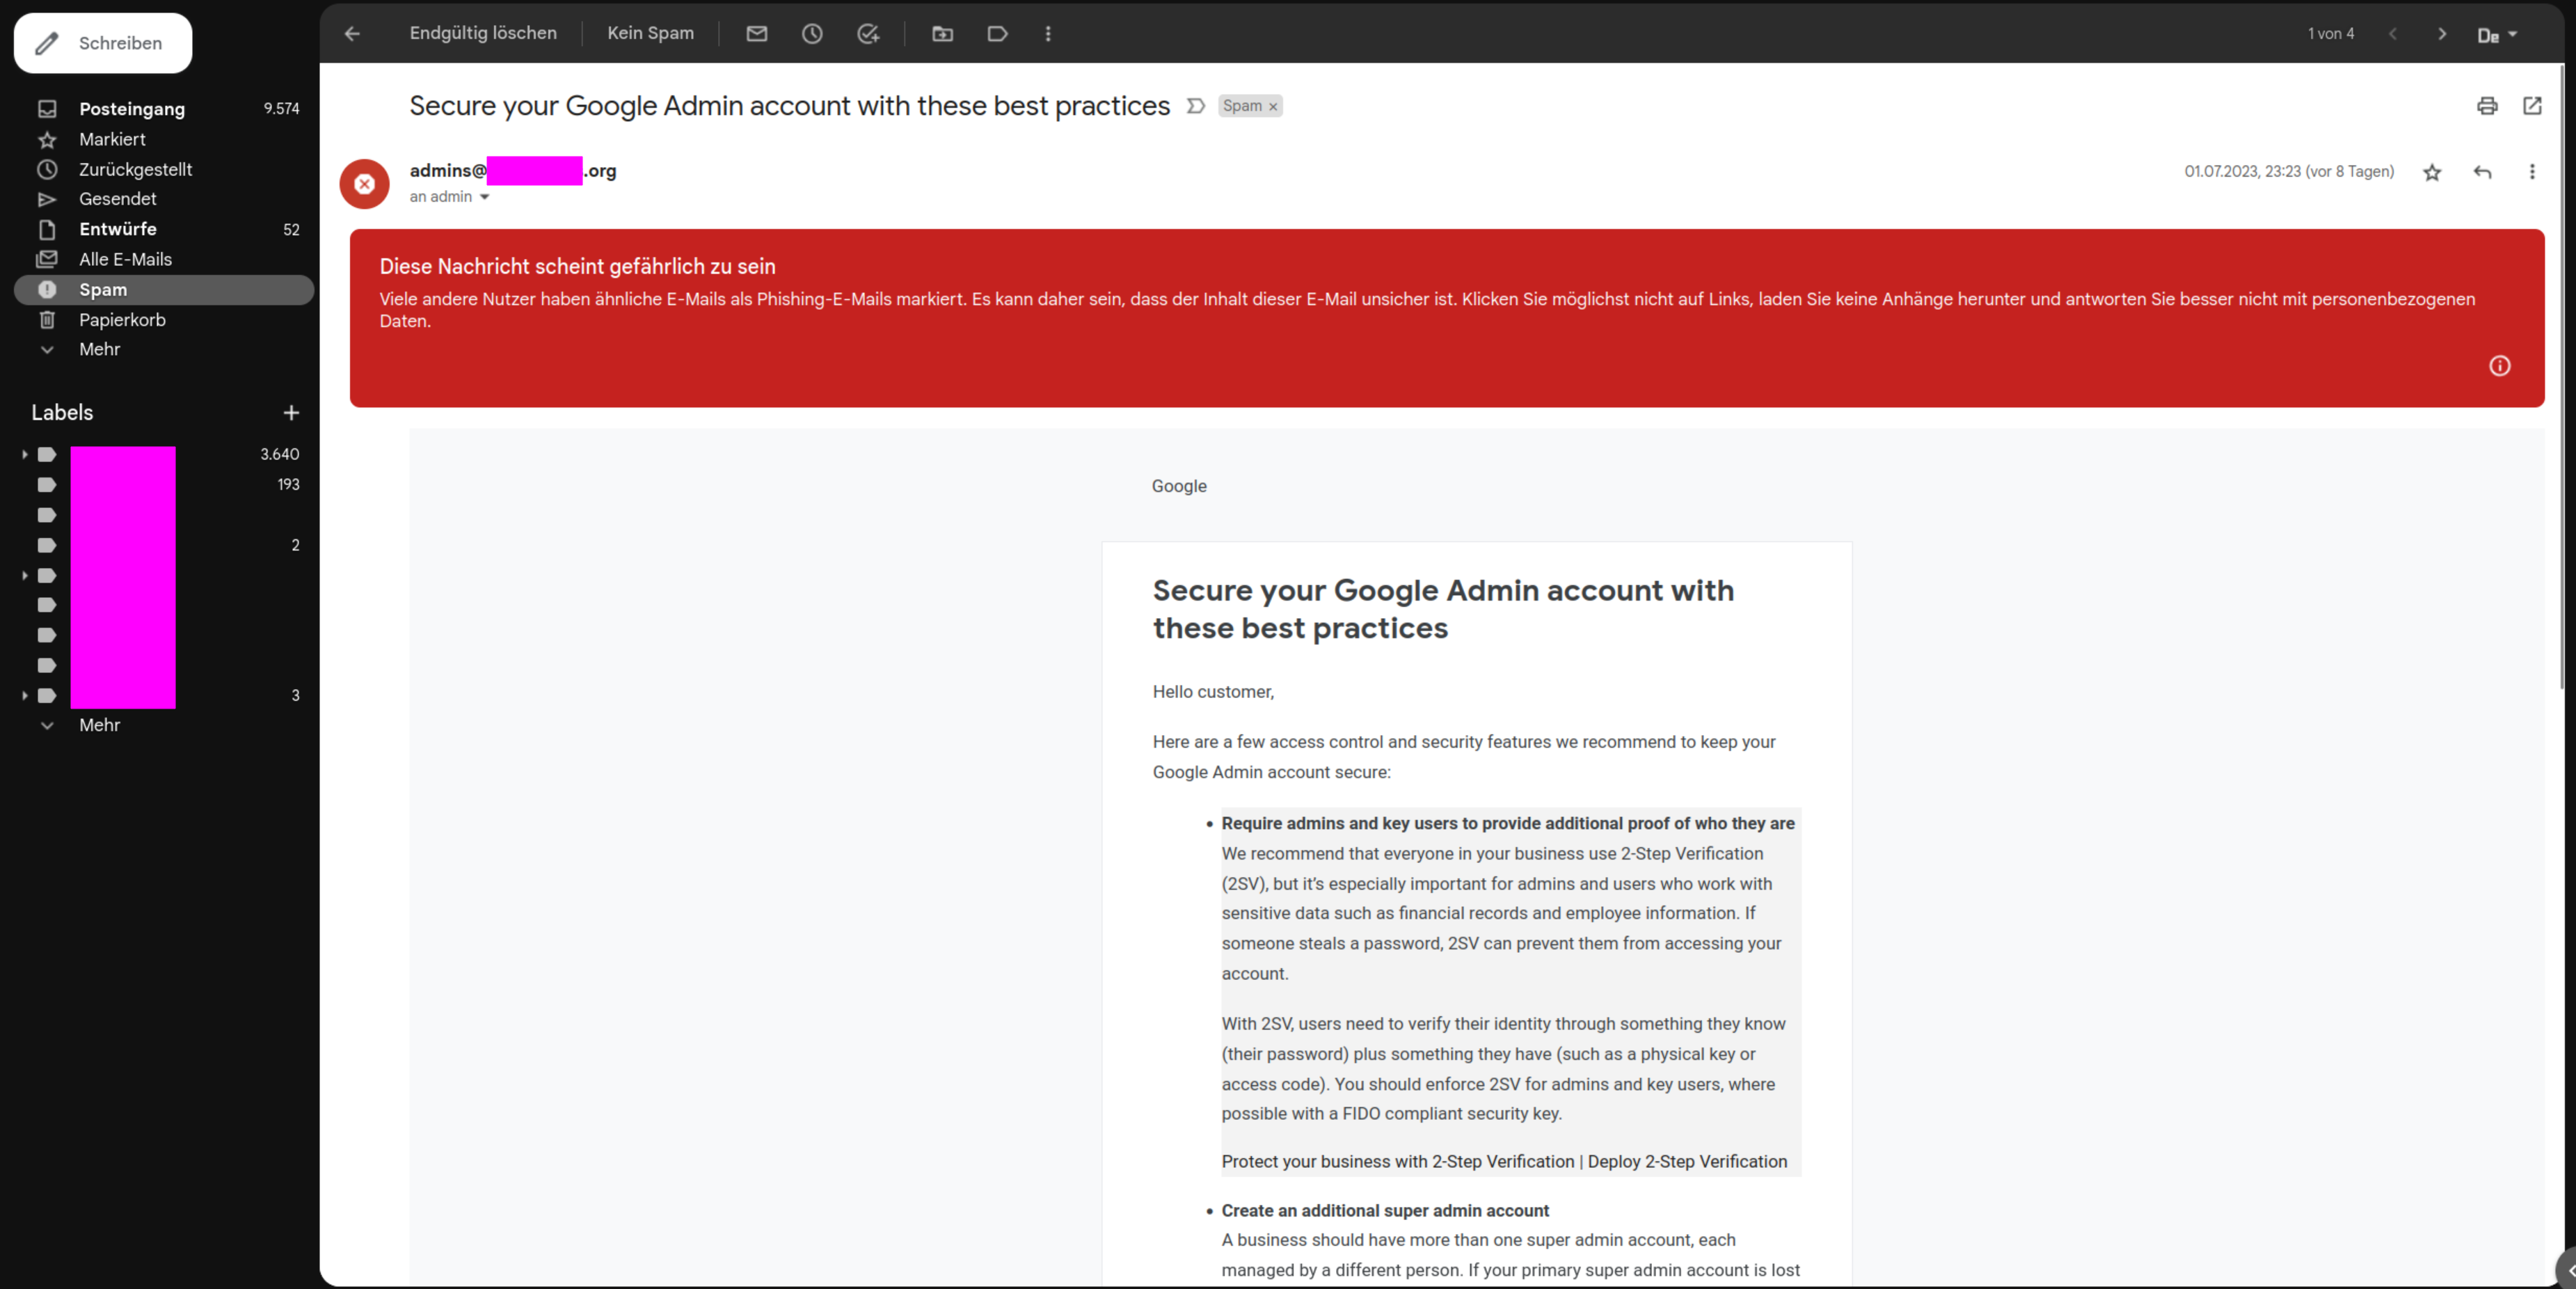 Schreiben
Posteingang 9.574
Markiert
Zurückgestellt
Gesendet
Entwürfe 52
Alle E-Mails
Spam
Papierkorb
Mehr
Labels
3.640
193
2
3
Mehr
Endgültig löschen Kein Spam 1 von 4 De
Secure your Google Admin account with these best practices Spam ×
admins@ .org 01.07.2023, 23:23 (vor 8 Tagen)
an admin
Diese Nachricht scheint gefährlich zu sein
Viele andere Nutzer haben ähnliche E-Mails als Phishing-E-Mails markiert. Es kann daher sein, dass der Inhalt dieser E-Mail unsicher ist. Klicken Sie möglichst nicht auf Links, laden Sie keine Anhänge herunter und antworten Sie besser nicht mit personenbezogenen
Daten.
Google
Secure your Google Admin account with
these best practices
Hello customer,
Here are a few access control and security features we recommend to keep your
Google Admin account secure:
• Require admins and key users to provide additional proof of who they are
We recommend that everyone in your business use 2-Step Verification
(2SV), but it’s especially important for admins and users who work with
sensitive data such as financial records and employee information. If
someone steals a password, 2SV can prevent them from accessing your
account.
With 2SV, users need to verify their identity through something they know
(their password) plus something they have (such as a physical key or
access code). You should enforce 2SV for admins and key users, where
possible with a FIDO compliant security key.
Protect your business with 2-Step Verification | Deploy 2-Step Verification
• Create an additional super admin account
A business should have more than one super admin account, each
managed by a different person. If your primary super admin account is lost